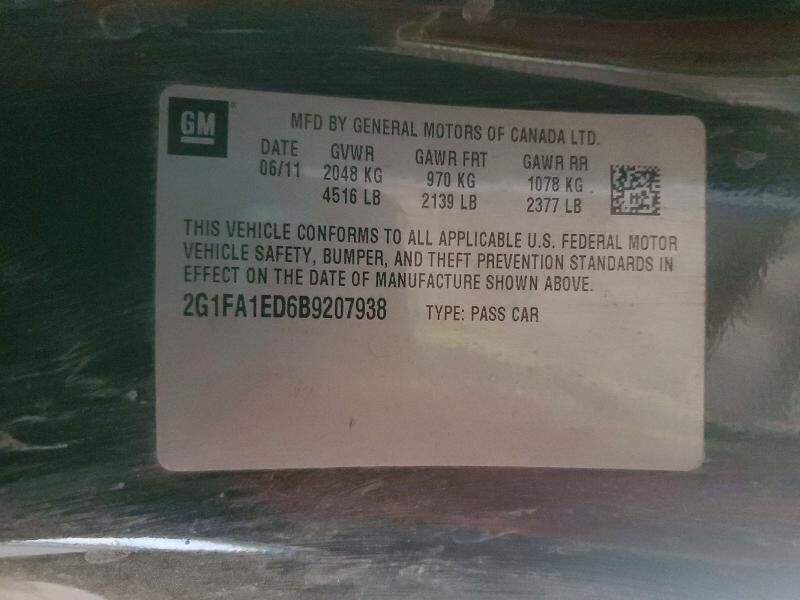 GM
MFD BY GENERAL MOTORS OF CANADA LTD.
DATE GVWR GAWR FRT GAWR RR
06/11 2048 KG 970 KG 1078 KG
4516 LB 2139 LB 2377 LB
THIS VEHICLE CONFORMS TO ALL APPLICABLE U.S. FEDERAL MOTOR
VEHICLE SAFETY, BUMPER, AND THEFT PREVENTION STANDARDS IN
EFFECT ON THE DATE OF MANUFACTURE SHOWN ABOVE.
2G1FA1ED6B9207938 TYPE: PASS CAR